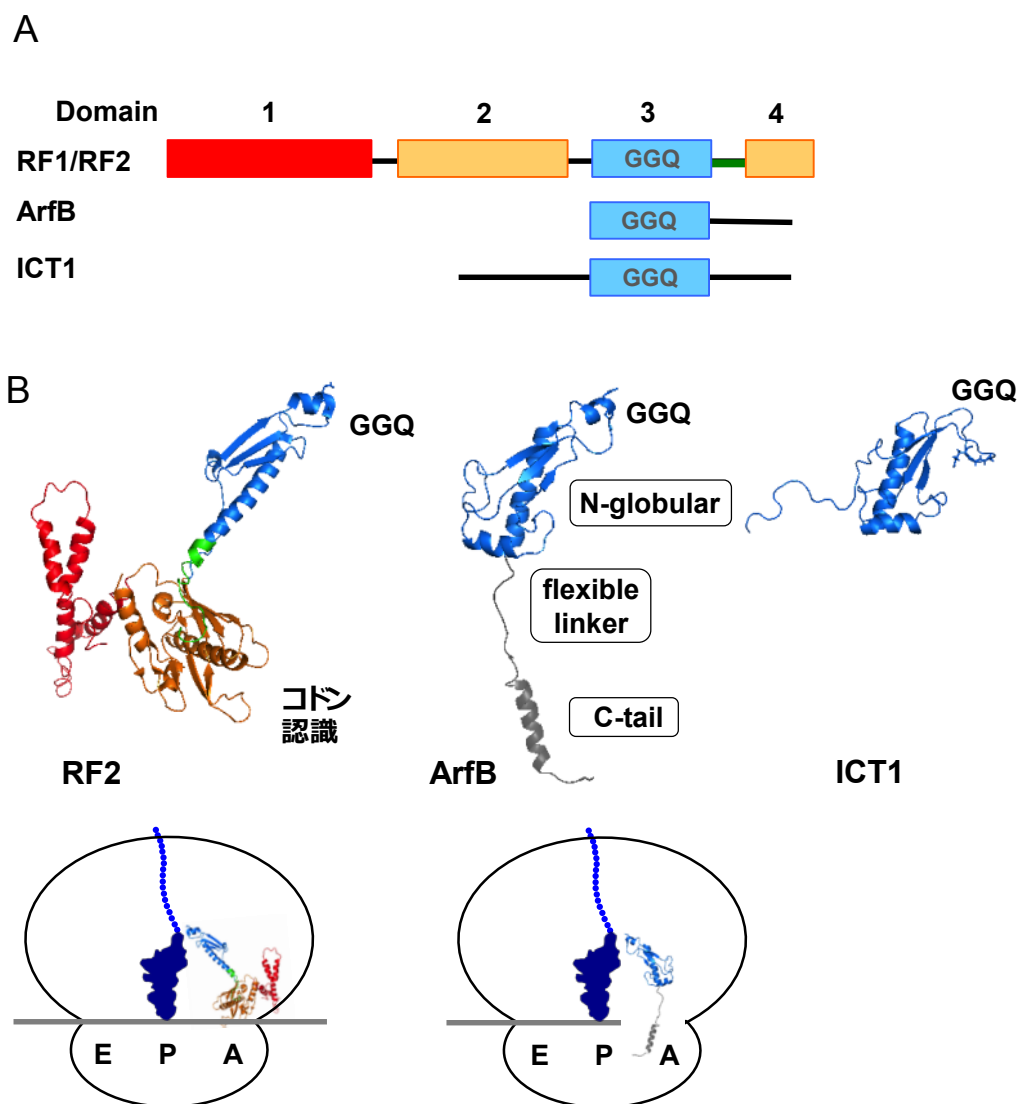 A
Domain 1 2 3 4
RF1/RF2 GGQ
ArfB GGQ
ICT1 GGQ
B
GGQ
GGQ
GGQ
N-globular
flexible
linker
C-tail
コドン
認識
RF2
ArfB
ICT1
E P A
E P A